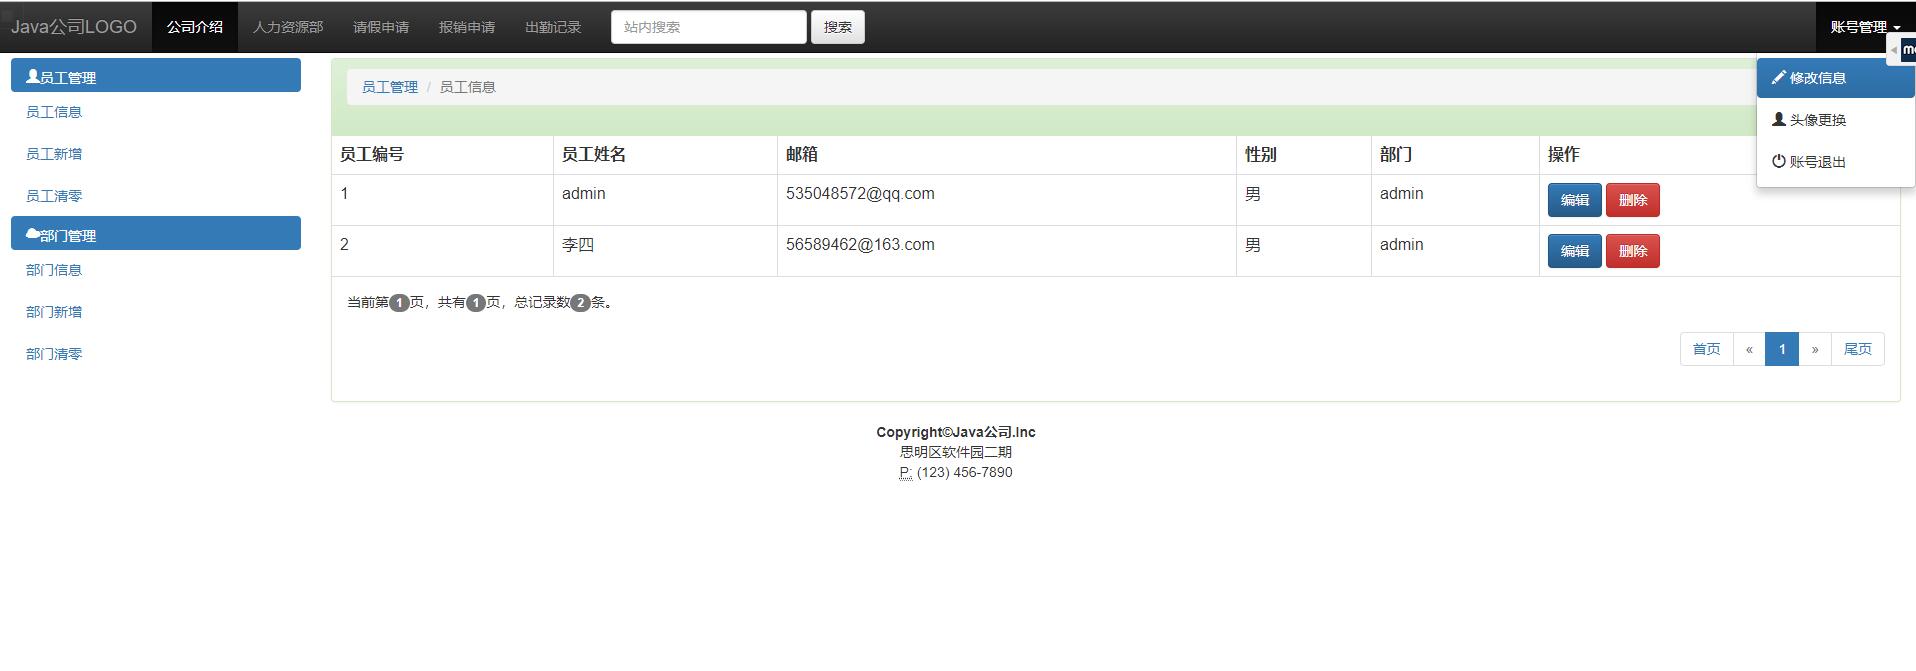 Java公司LOGO 公司介绍 人力资源部 请假申请 报销申请 出勤记录 站内搜索 搜索 账号管理
员工管理
员工信息
员工新增
员工清零
部门管理
部门信息
部门新增
部门清零
员工管理 / 员工信息
修改信息
头像更换
账号退出
员工编号 员工姓名 邮箱 性别 部门 操作
1 admin 535048572@qq.com 男 admin 编辑 删除
2 李四 56589462@163.com 男 admin 编辑 删除
当前第1页，共有1页，总记录数2条。
首页 « 1 » 尾页
Copyright©Java公司.Inc
思明区软件园二期
P: (123) 456-7890